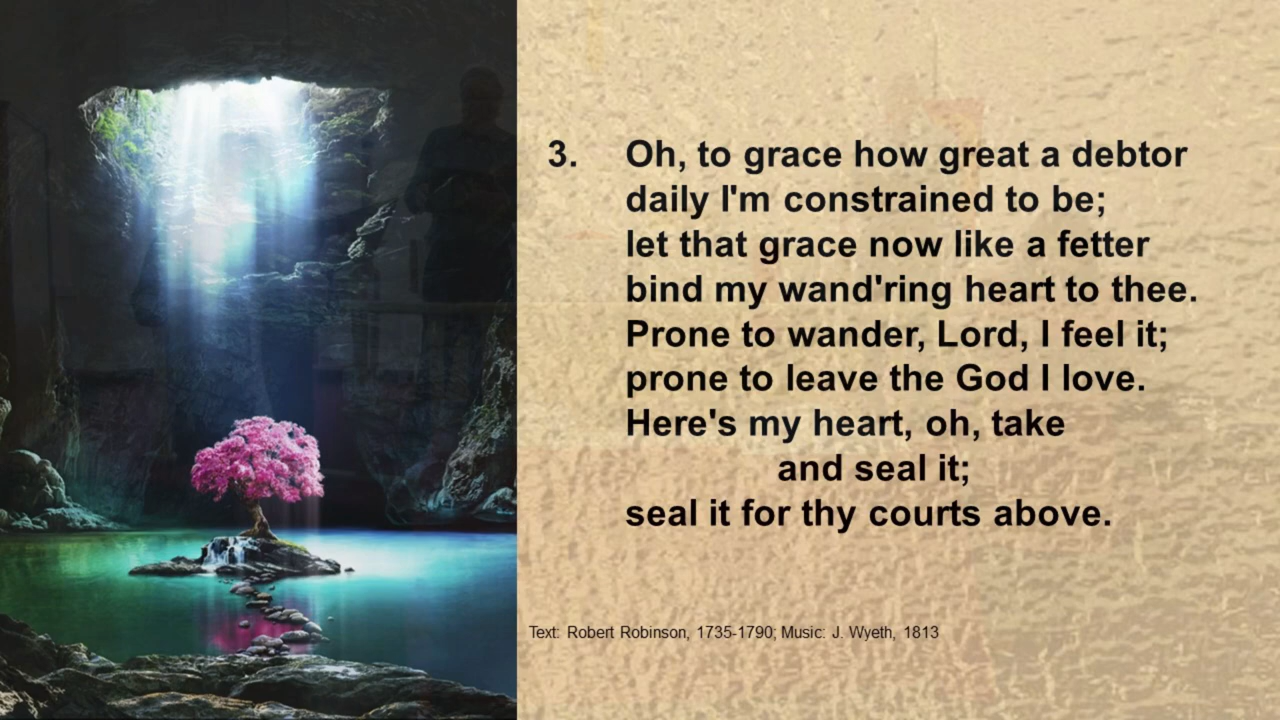 3. Oh, to grace how great a debtor
daily I'm constrained to be;
let that grace now like a fetter
bind my wand'ring heart to thee.
Prone to wander, Lord, I feel it;
prone to leave the God I love.
Here's my heart, oh, take
and seal it;
seal it for thy courts above.
Text: Robert Robinson, 1735-1790; Music: J. Wyeth, 1813